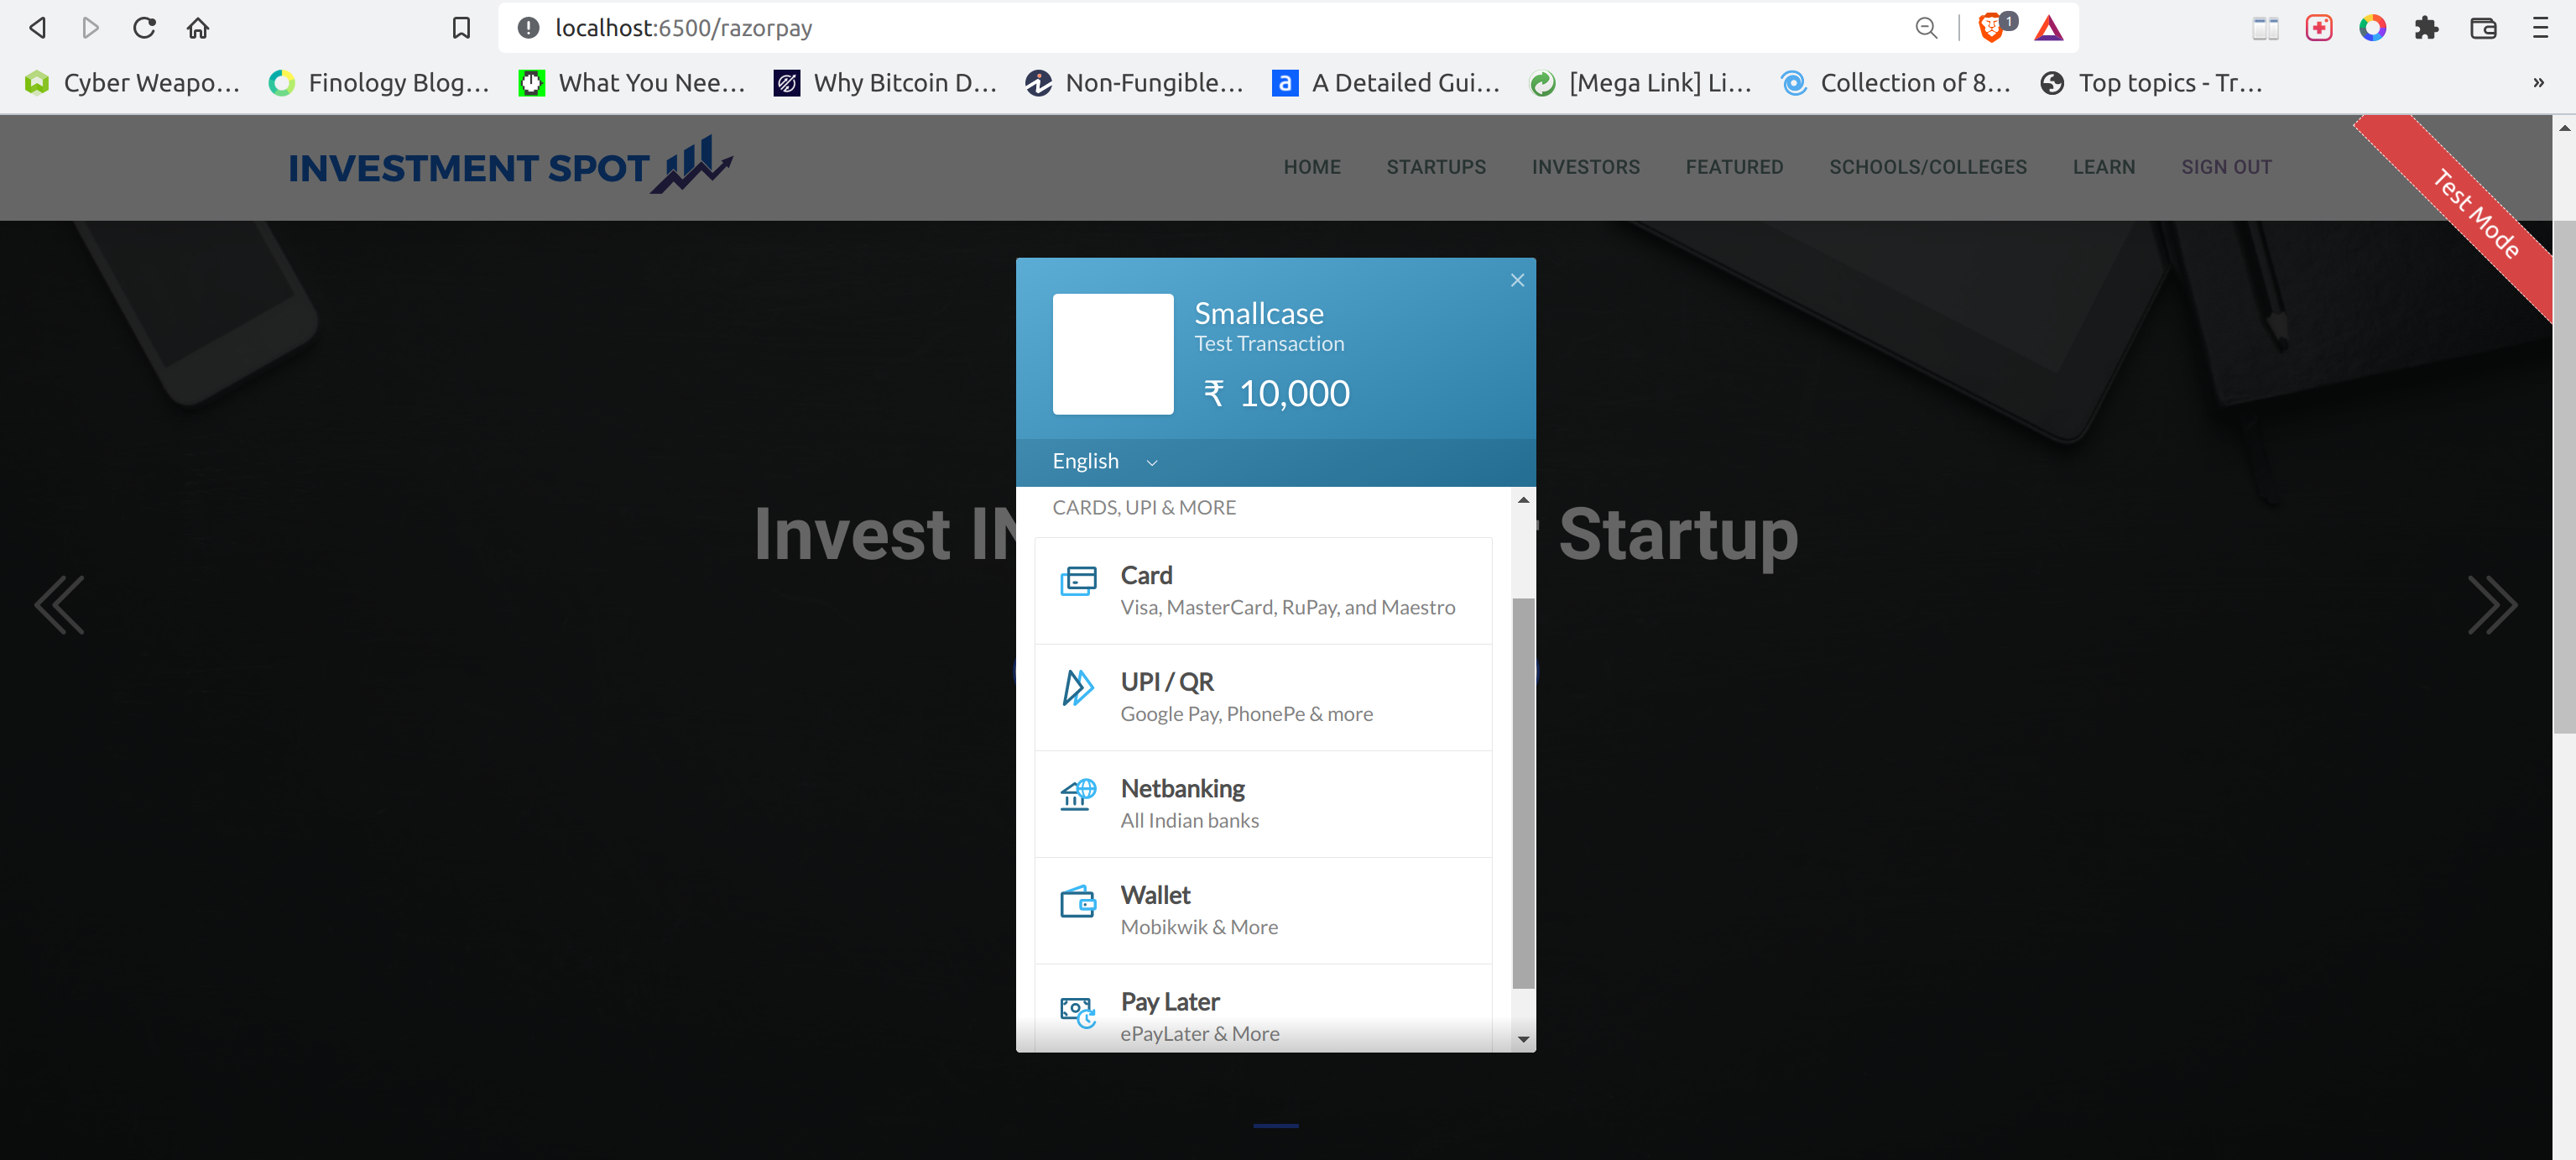 localhost:6500/razorpay
1
Cyber Weapo... Finology Blog... What You Nee... Why Bitcoin D... Non-Fungible... A Detailed Gui... [Mega Link] Li... Collection of 8... Top topics - Tr... »
INVESTMENT SPOT
HOME STARTUPS INVESTORS FEATURED SCHOOLS/COLLEGES LEARN SIGN OUT
Test Mode
Smallcase
Test Transaction
₹ 10,000
English
CARDS, UPI & MORE
Invest Startup
Card
Visa, MasterCard, RuPay, and Maestro
UPI / QR
Google Pay, PhonePe & more
Netbanking
All Indian banks
Wallet
Mobikwik & More
Pay Later
ePayLater & More